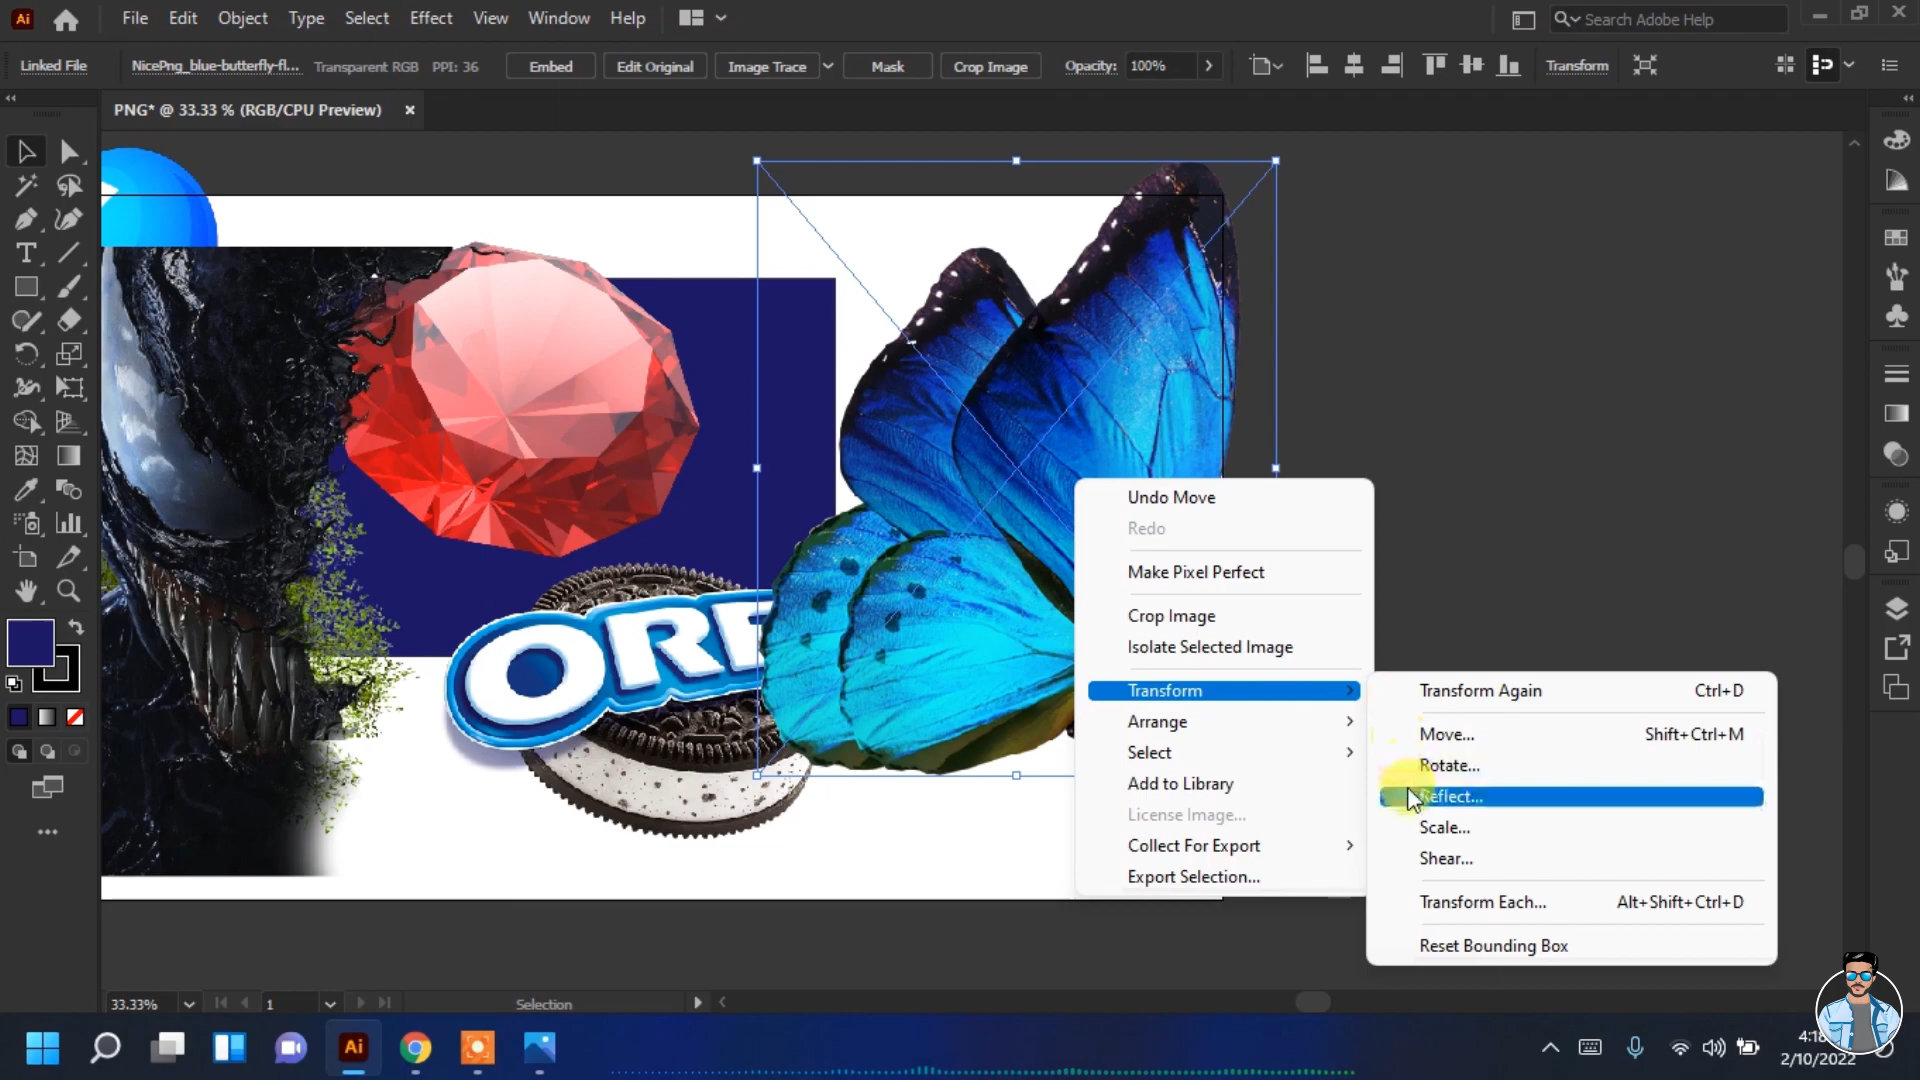 Ai File Edit Object Type Select Effect View Window Help Search Adobe Help
Linked File NicePng_blue-butterfly-fl... Transparent RGB PPI: 36 Embed Edit Original Image Trace Mask Crop Image Opacity: 100% Transform
PNG* @ 33.33 % (RGB/CPU Preview)
Undo Move
Redo
Make Pixel Perfect
Crop Image
Isolate Selected Image
Transform
Arrange
Select
Add to Library
License Image...
Collect For Export
Export Selection...
Transform Again Ctrl+D
Move... Shift+Ctrl+M
Rotate...
Reflect...
Scale...
Shear...
Transform Each... Alt+Shift+Ctrl+D
Reset Bounding Box
ORE
33.33% 1 Selection
Ai
4:18
2/10/2022